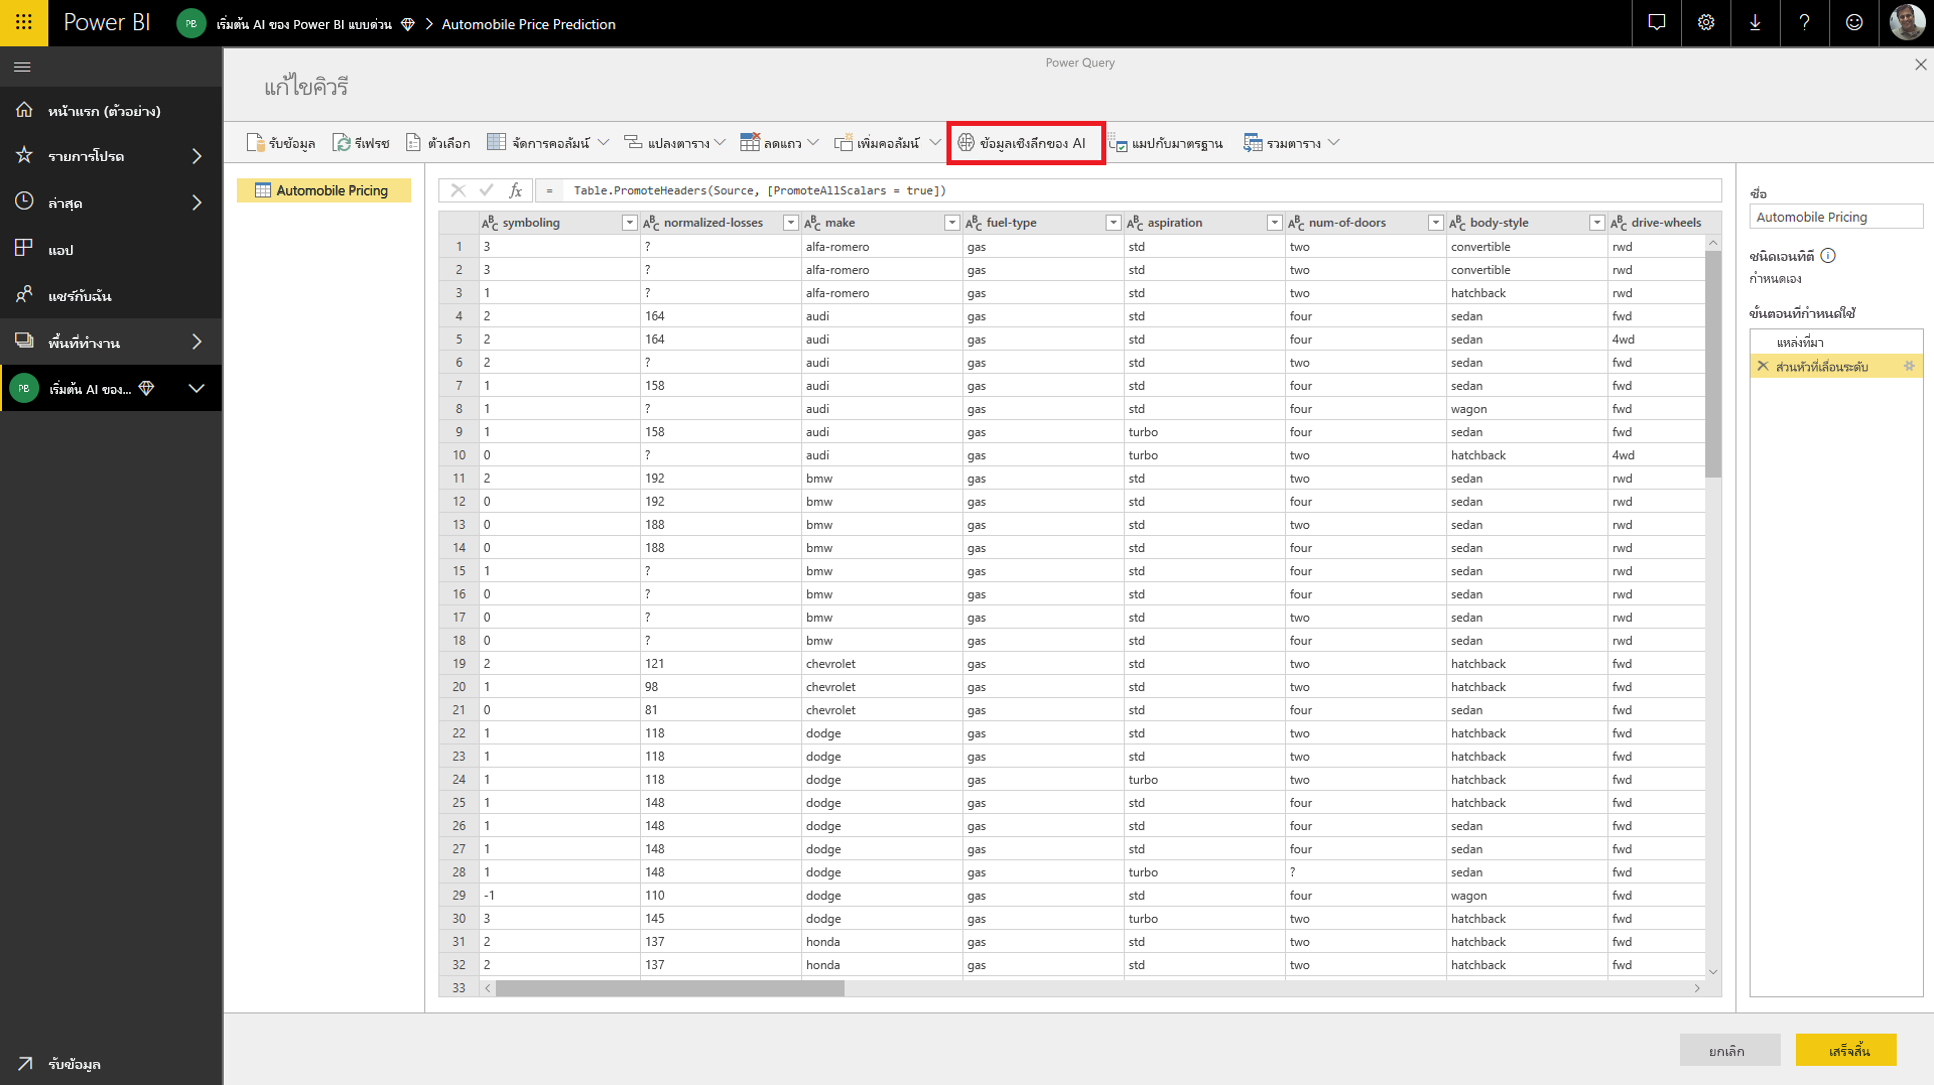 Power BI PB เริ่มต้น AI ของ Power BI แบบด่วน > Automobile Price Prediction ?
Power Query
แก้ไขคิวรี
หน้าแรก (ตัวอย่าง)
รายการโปรด
ล่าสุด
แอป
แชร์กับฉัน
พื้นที่ทำงาน
PB เริ่มต้น AI ของ...
รับข้อมูล
รับข้อมูล รีเฟรช ตัวเลือก จัดการคอลัมน์ แปลงตาราง ลดแถว เพิ่มคอลัมน์ ข้อมูลเชิงลึกของ AI แมปกับมาตรฐาน รวมตาราง
Automobile Pricing
fx = Table.PromoteHeaders(Source, [PromoteAllScalars = true])
symboling normalized-losses make fuel-type aspiration num-of-doors body-style drive-wheels
1 3 ? alfa-romero gas std two convertible rwd
2 3 ? alfa-romero gas std two convertible rwd
3 1 ? alfa-romero gas std two hatchback rwd
4 2 164 audi gas std four sedan fwd
5 2 164 audi gas std four sedan 4wd
6 2 ? audi gas std two sedan fwd
7 1 158 audi gas std four sedan fwd
8 1 ? audi gas std four wagon fwd
9 1 158 audi gas turbo four sedan fwd
10 0 ? audi gas turbo two hatchback 4wd
11 2 192 bmw gas std two sedan rwd
12 0 192 bmw gas std four sedan rwd
13 0 188 bmw gas std two sedan rwd
14 0 188 bmw gas std four sedan rwd
15 1 ? bmw gas std four sedan rwd
16 0 ? bmw gas std four sedan rwd
17 0 ? bmw gas std two sedan rwd
18 0 ? bmw gas std four sedan rwd
19 2 121 chevrolet gas std two hatchback fwd
20 1 98 chevrolet gas std two hatchback fwd
21 0 81 chevrolet gas std four sedan fwd
22 1 118 dodge gas std two hatchback fwd
23 1 118 dodge gas std two hatchback fwd
24 1 118 dodge gas turbo two hatchback fwd
25 1 148 dodge gas std four hatchback fwd
26 1 148 dodge gas std four sedan fwd
27 1 148 dodge gas std four sedan fwd
28 1 148 dodge gas turbo ? sedan fwd
29 -1 110 dodge gas std four wagon fwd
30 3 145 dodge gas turbo two hatchback fwd
31 2 137 honda gas std two hatchback fwd
32 2 137 honda gas std two hatchback fwd
33
ชื่อ
Automobile Pricing
ชนิดเอนทิตี
กำหนดเอง
ขั้นตอนที่กำหนดใช้
แหล่งที่มา
ส่วนหัวที่เลื่อนระดับ
ยกเลิก เสร็จสิ้น